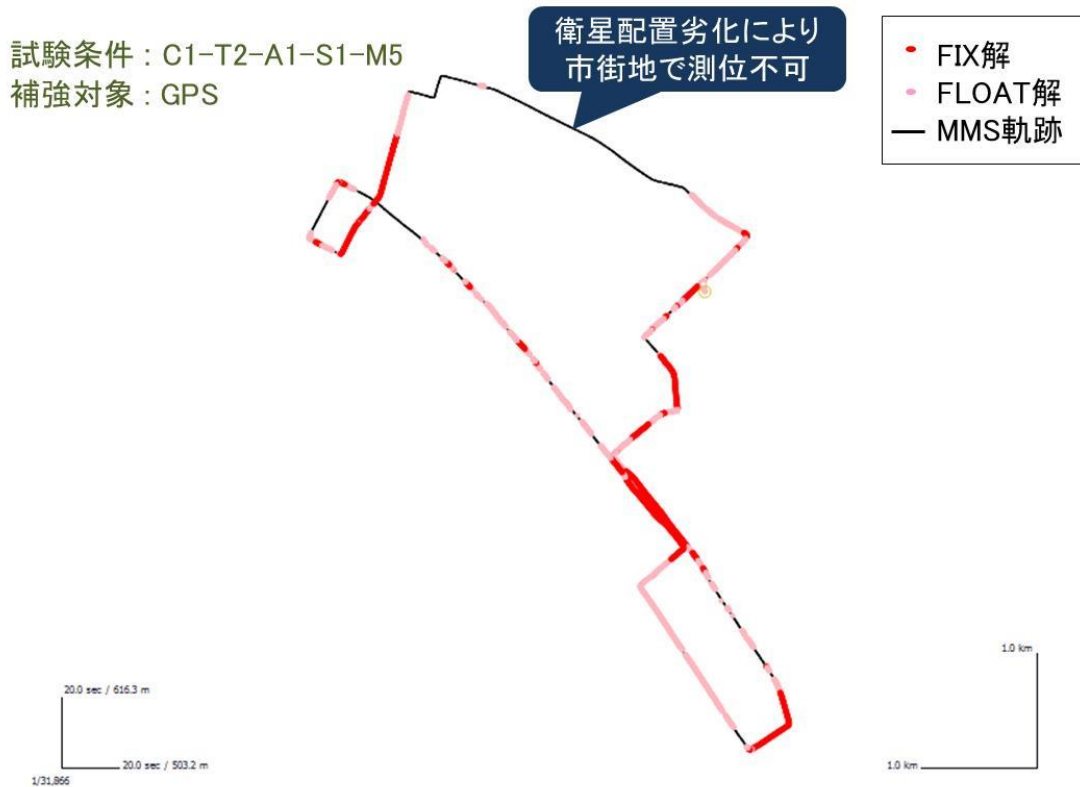 試験条件 : C1-T2-A1-S1-M5
補強対象 : GPS
衛星配置劣化により
市街地で測位不可
FIX解
FLOAT解
MMS軌跡
20.0 sec / 616.3 m
20.0 sec / 503.2 m
1/31,866
1.0 km
1.0 km